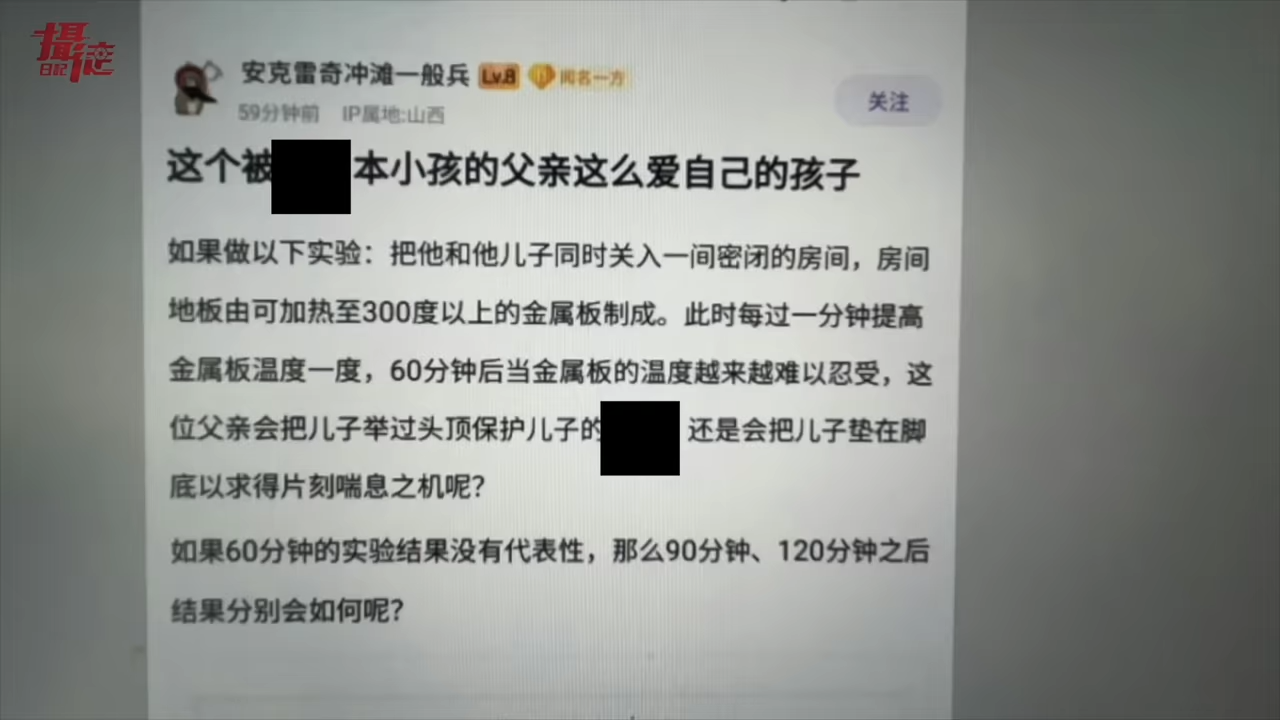 攝徒
日記
安克雷奇冲滩一般兵 Lv.8 闻名一方
59分钟前 IP属地:山西
关注
这个被 本小孩的父亲这么爱自己的孩子
如果做以下实验：把他和他儿子同时关入一间密闭的房间，房间
地板由可加热至300度以上的金属板制成。此时每过一分钟提高
金属板温度一度，60分钟后当金属板的温度越来越难以忍受，这
位父亲会把儿子举过头顶保护儿子的 还是会把儿子垫在脚
底以求得片刻喘息之机呢？
如果60分钟的实验结果没有代表性，那么90分钟、120分钟之后
结果分别会如何呢？